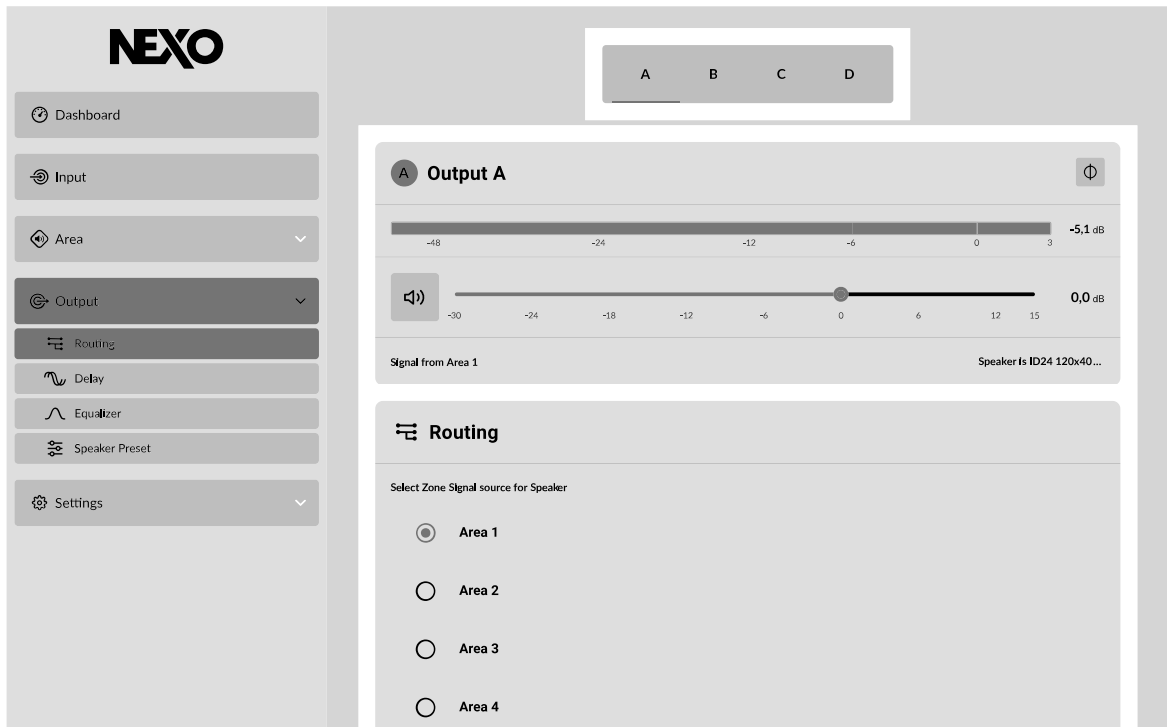 NEXO
Dashboard
Input
Area
Output
Routing
Delay
Equalizer
Speaker Preset
Settings
A B C D
A Output A
-5,1 dB
-48 -24 -12 -6 0 3
0,0 dB
-30 -24 -18 -12 -6 0 6 12 15
Signal from Area 1 Speaker is ID24 120x40...
Routing
Select Zone Signal source for Speaker
Area 1
Area 2
Area 3
Area 4